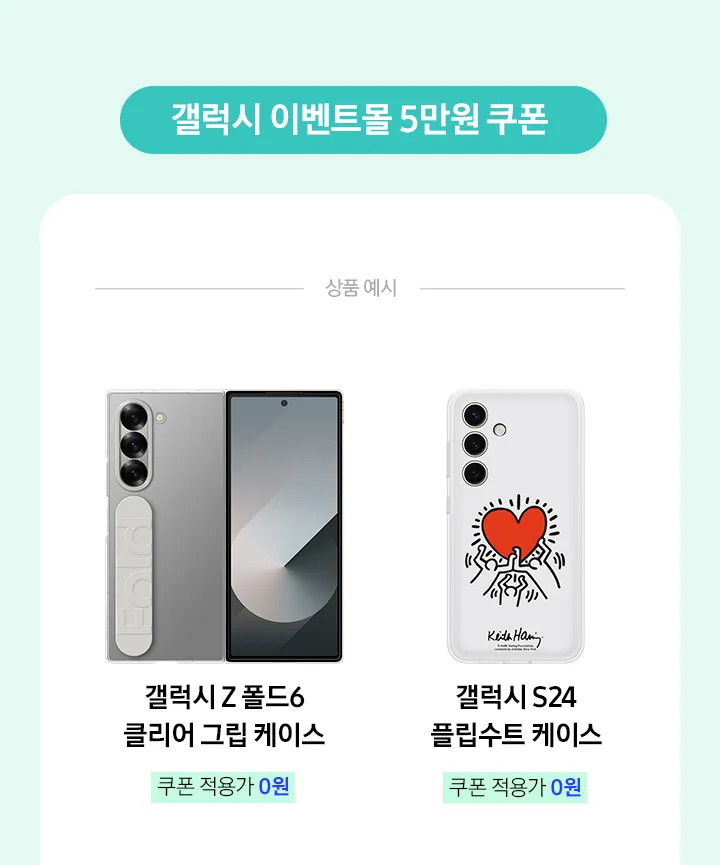 갤럭시 이벤트몰 5만원 쿠폰
상품 예시
Fold
Keith Haring
갤럭시 Z 폴드6
클리어 그립 케이스
갤럭시 S24
플립수트 케이스
쿠폰 적용가 0원
쿠폰 적용가 0원